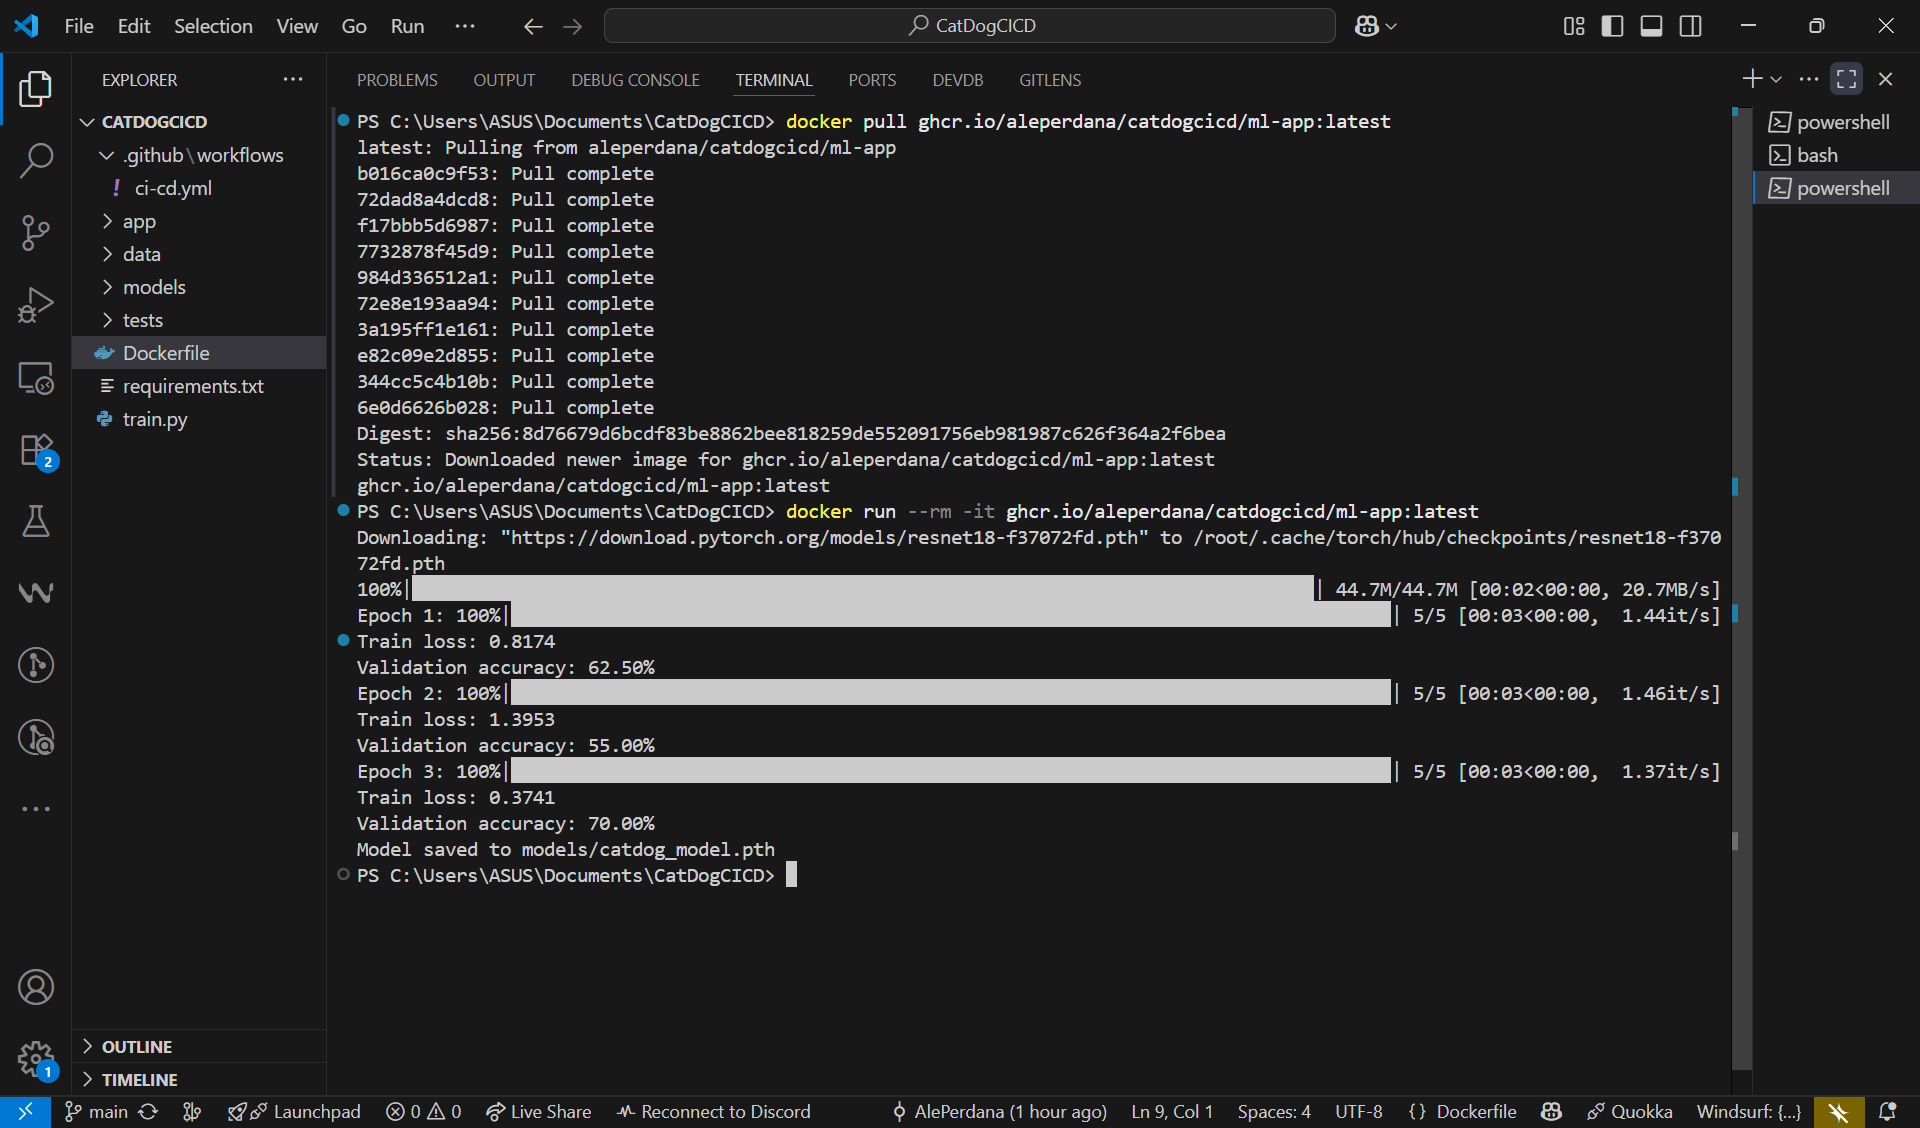 File Edit Selection View Go Run ··· CatDogCICD
EXPLORER ···
CATDOGCICD
.github\workflows
! ci-cd.yml
app
data
models
tests
Dockerfile
requirements.txt
train.py
OUTLINE
TIMELINE
2
1
PROBLEMS OUTPUT DEBUG CONSOLE TERMINAL PORTS DEVDB GITLENS
PS C:\Users\ASUS\Documents\CatDogCICD> docker pull ghcr.io/aleperdana/catdogcicd/ml-app:latest
latest: Pulling from aleperdana/catdogcicd/ml-app
b016ca0c9f53: Pull complete
72dad8a4dcd8: Pull complete
f17bbb5d6987: Pull complete
7732878f45d9: Pull complete
984d336512a1: Pull complete
72e8e193aa94: Pull complete
3a195ff1e161: Pull complete
e82c09e2d855: Pull complete
344cc5c4b10b: Pull complete
6e0d6626b028: Pull complete
Digest: sha256:8d76679d6bcdf83be8862bee818259de552091756eb981987c626f364a2f6bea
Status: Downloaded newer image for ghcr.io/aleperdana/catdogcicd/ml-app:latest
ghcr.io/aleperdana/catdogcicd/ml-app:latest
PS C:\Users\ASUS\Documents\CatDogCICD> docker run --rm -it ghcr.io/aleperdana/catdogcicd/ml-app:latest
Downloading: "https://download.pytorch.org/models/resnet18-f37072fd.pth" to /root/.cache/torch/hub/checkpoints/resnet18-f370
72fd.pth
100%| | 44.7M/44.7M [00:02<00:00, 20.7MB/s]
Epoch 1: 100%| | 5/5 [00:03<00:00, 1.44it/s]
Train loss: 0.8174
Validation accuracy: 62.50%
Epoch 2: 100%| | 5/5 [00:03<00:00, 1.46it/s]
Train loss: 1.3953
Validation accuracy: 55.00%
Epoch 3: 100%| | 5/5 [00:03<00:00, 1.37it/s]
Train loss: 0.3741
Validation accuracy: 70.00%
Model saved to models/catdog_model.pth
PS C:\Users\ASUS\Documents\CatDogCICD>
powershell
bash
powershell
main Launchpad 0 0 Live Share Reconnect to Discord AlePerdana (1 hour ago) Ln 9, Col 1 Spaces: 4 UTF-8 {} Dockerfile Quokka Windsurf: {...}